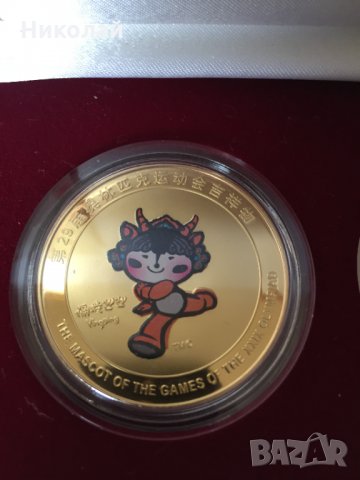 Николай
第29届奥林匹克运动会吉祥物
Yingying
THE MASCOT OF THE GAMES OF THE XXIX OLYMPIAD
BAZAR
bg